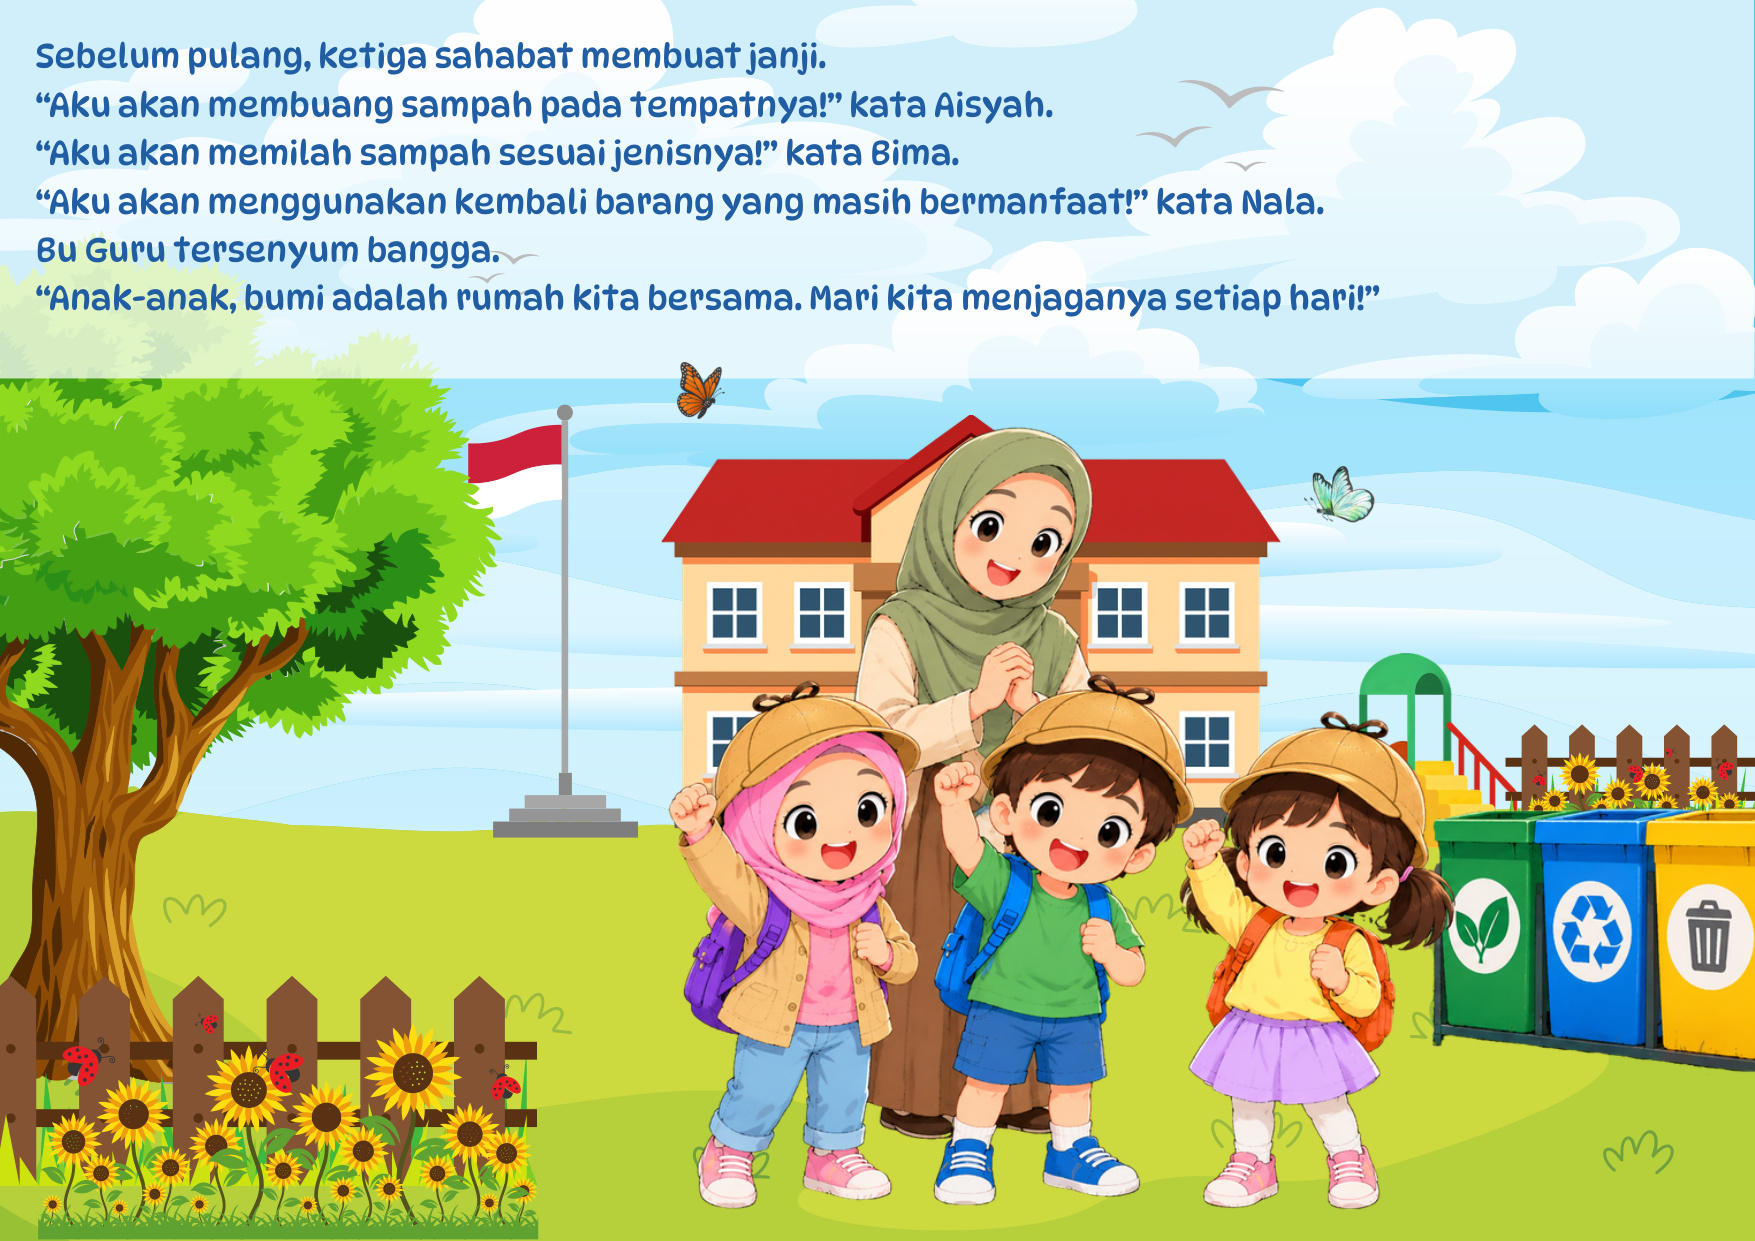 Sebelum pulang, ketiga sahabat membuat janji.
“Aku akan membuang sampah pada tempatnya!” kata Aisyah.
“Aku akan memilah sampah sesuai jenisnya!” kata Bima.
“Aku akan menggunakan kembali barang yang masih bermanfaat!” kata Nala.
Bu Guru tersenyum bangga.
“Anak-anak, bumi adalah rumah kita bersama. Mari kita menjaganya setiap hari!”